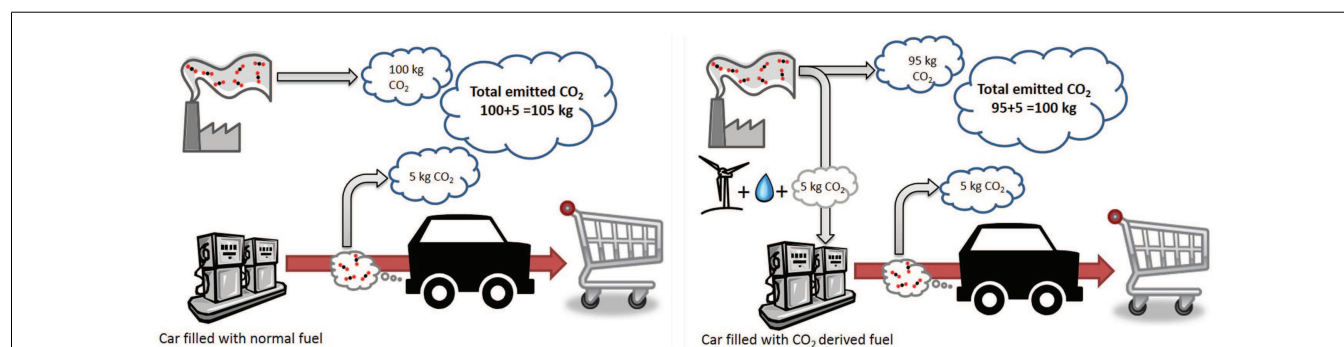 100 kg
CO₂
Total emitted CO₂
100+5 =105 kg
5 kg CO₂
Car filled with normal fuel
95 kg
CO₂
Total emitted CO₂
95+5 =100 kg
+ +
5 kg CO₂
5 kg CO₂
Car filled with CO₂ derived fuel